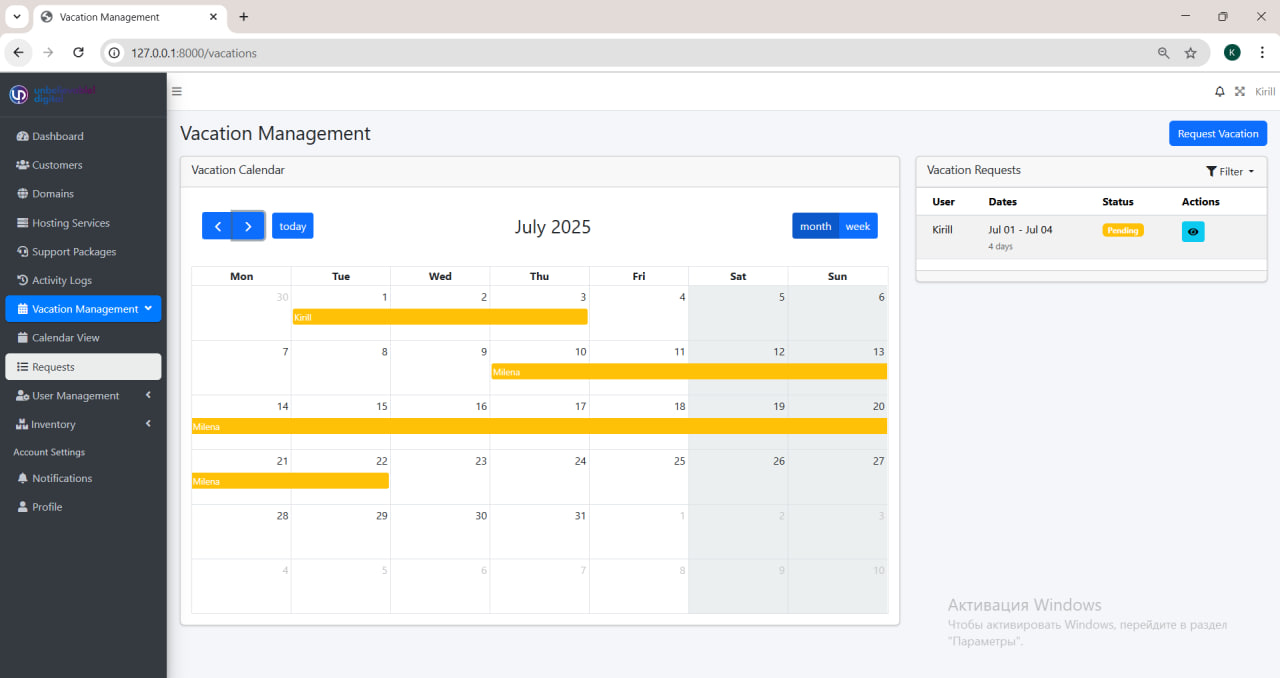 Vacation Management
127.0.0.1:8000/vacations
K
digital
Kirill
Dashboard
Customers
Domains
Hosting Services
Support Packages
Activity Logs
Vacation Management
Calendar View
Requests
User Management
Inventory
Account Settings
Notifications
Profile
Vacation Management
Request Vacation
Vacation Calendar
today
July 2025
month week
Mon Tue Wed Thu Fri Sat Sun
30 1 2 3 4 5 6
Kirill
7 8 9 10 11 12 13
Milena
14 15 16 17 18 19 20
Milena
21 22 23 24 25 26 27
Milena
28 29 30 31 1 2 3
4 5 6 7 8 9 10
Vacation Requests
Filter
User Dates Status Actions
Kirill Jul 01 - Jul 04 Pending
4 days
Активация Windows
Чтобы активировать Windows, перейдите в раздел
"Параметры".